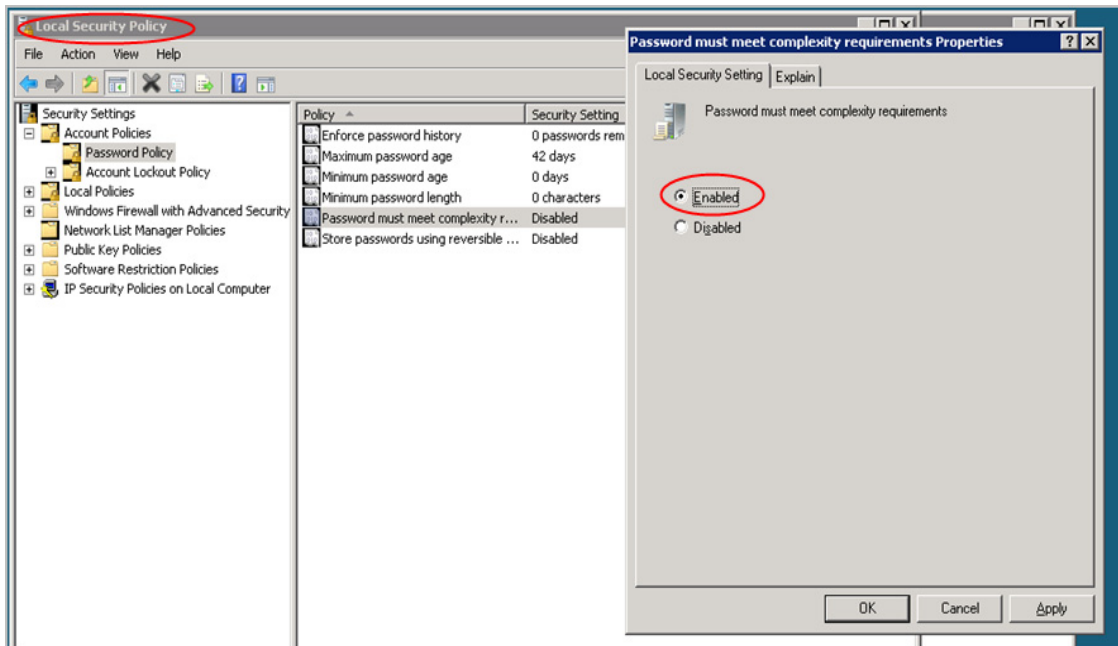 Local Security Policy
File Action View Help
Security Settings
Account Policies
Password Policy
Account Lockout Policy
Local Policies
Windows Firewall with Advanced Security
Network List Manager Policies
Public Key Policies
Software Restriction Policies
IP Security Policies on Local Computer
Policy Security Setting
Enforce password history 0 passwords rem
Maximum password age 42 days
Minimum password age 0 days
Minimum password length 0 characters
Password must meet complexity r... Disabled
Store passwords using reversible ... Disabled
Password must meet complexity requirements Properties
Local Security Setting Explain
Password must meet complexity requirements
Enabled
Disabled
OK Cancel Apply